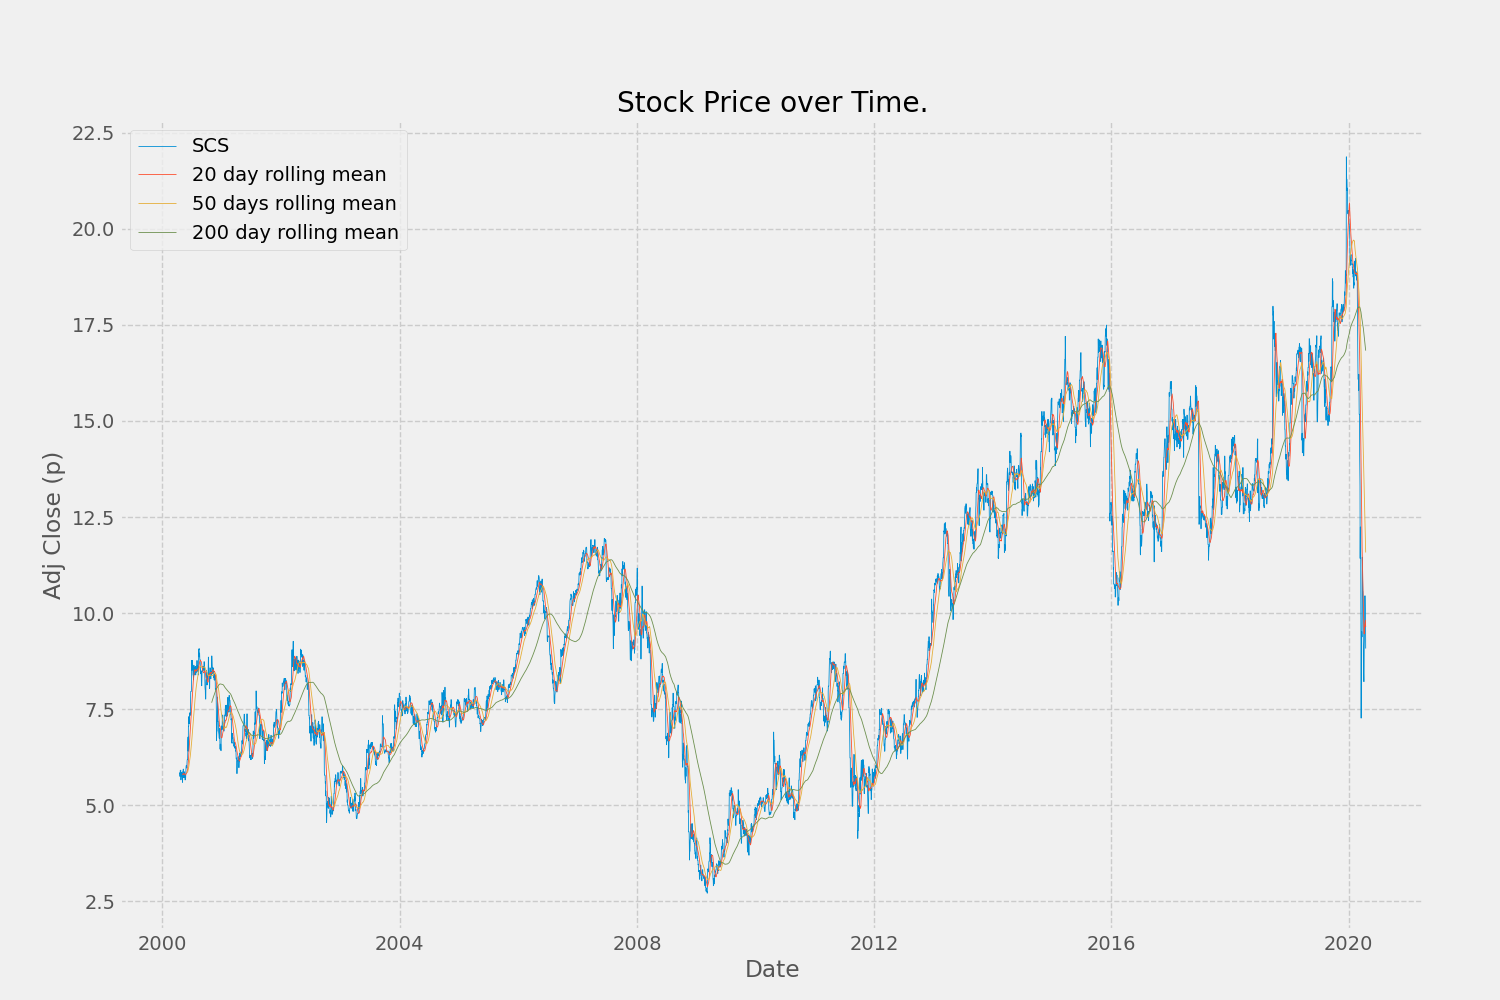 Stock Price over Time.
SCS
20 day rolling mean
50 days rolling mean
200 day rolling mean
22.5
20.0
17.5
15.0
12.5
10.0
7.5
5.0
2.5
Adj Close (p)
2000 2004 2008 2012 2016 2020
Date